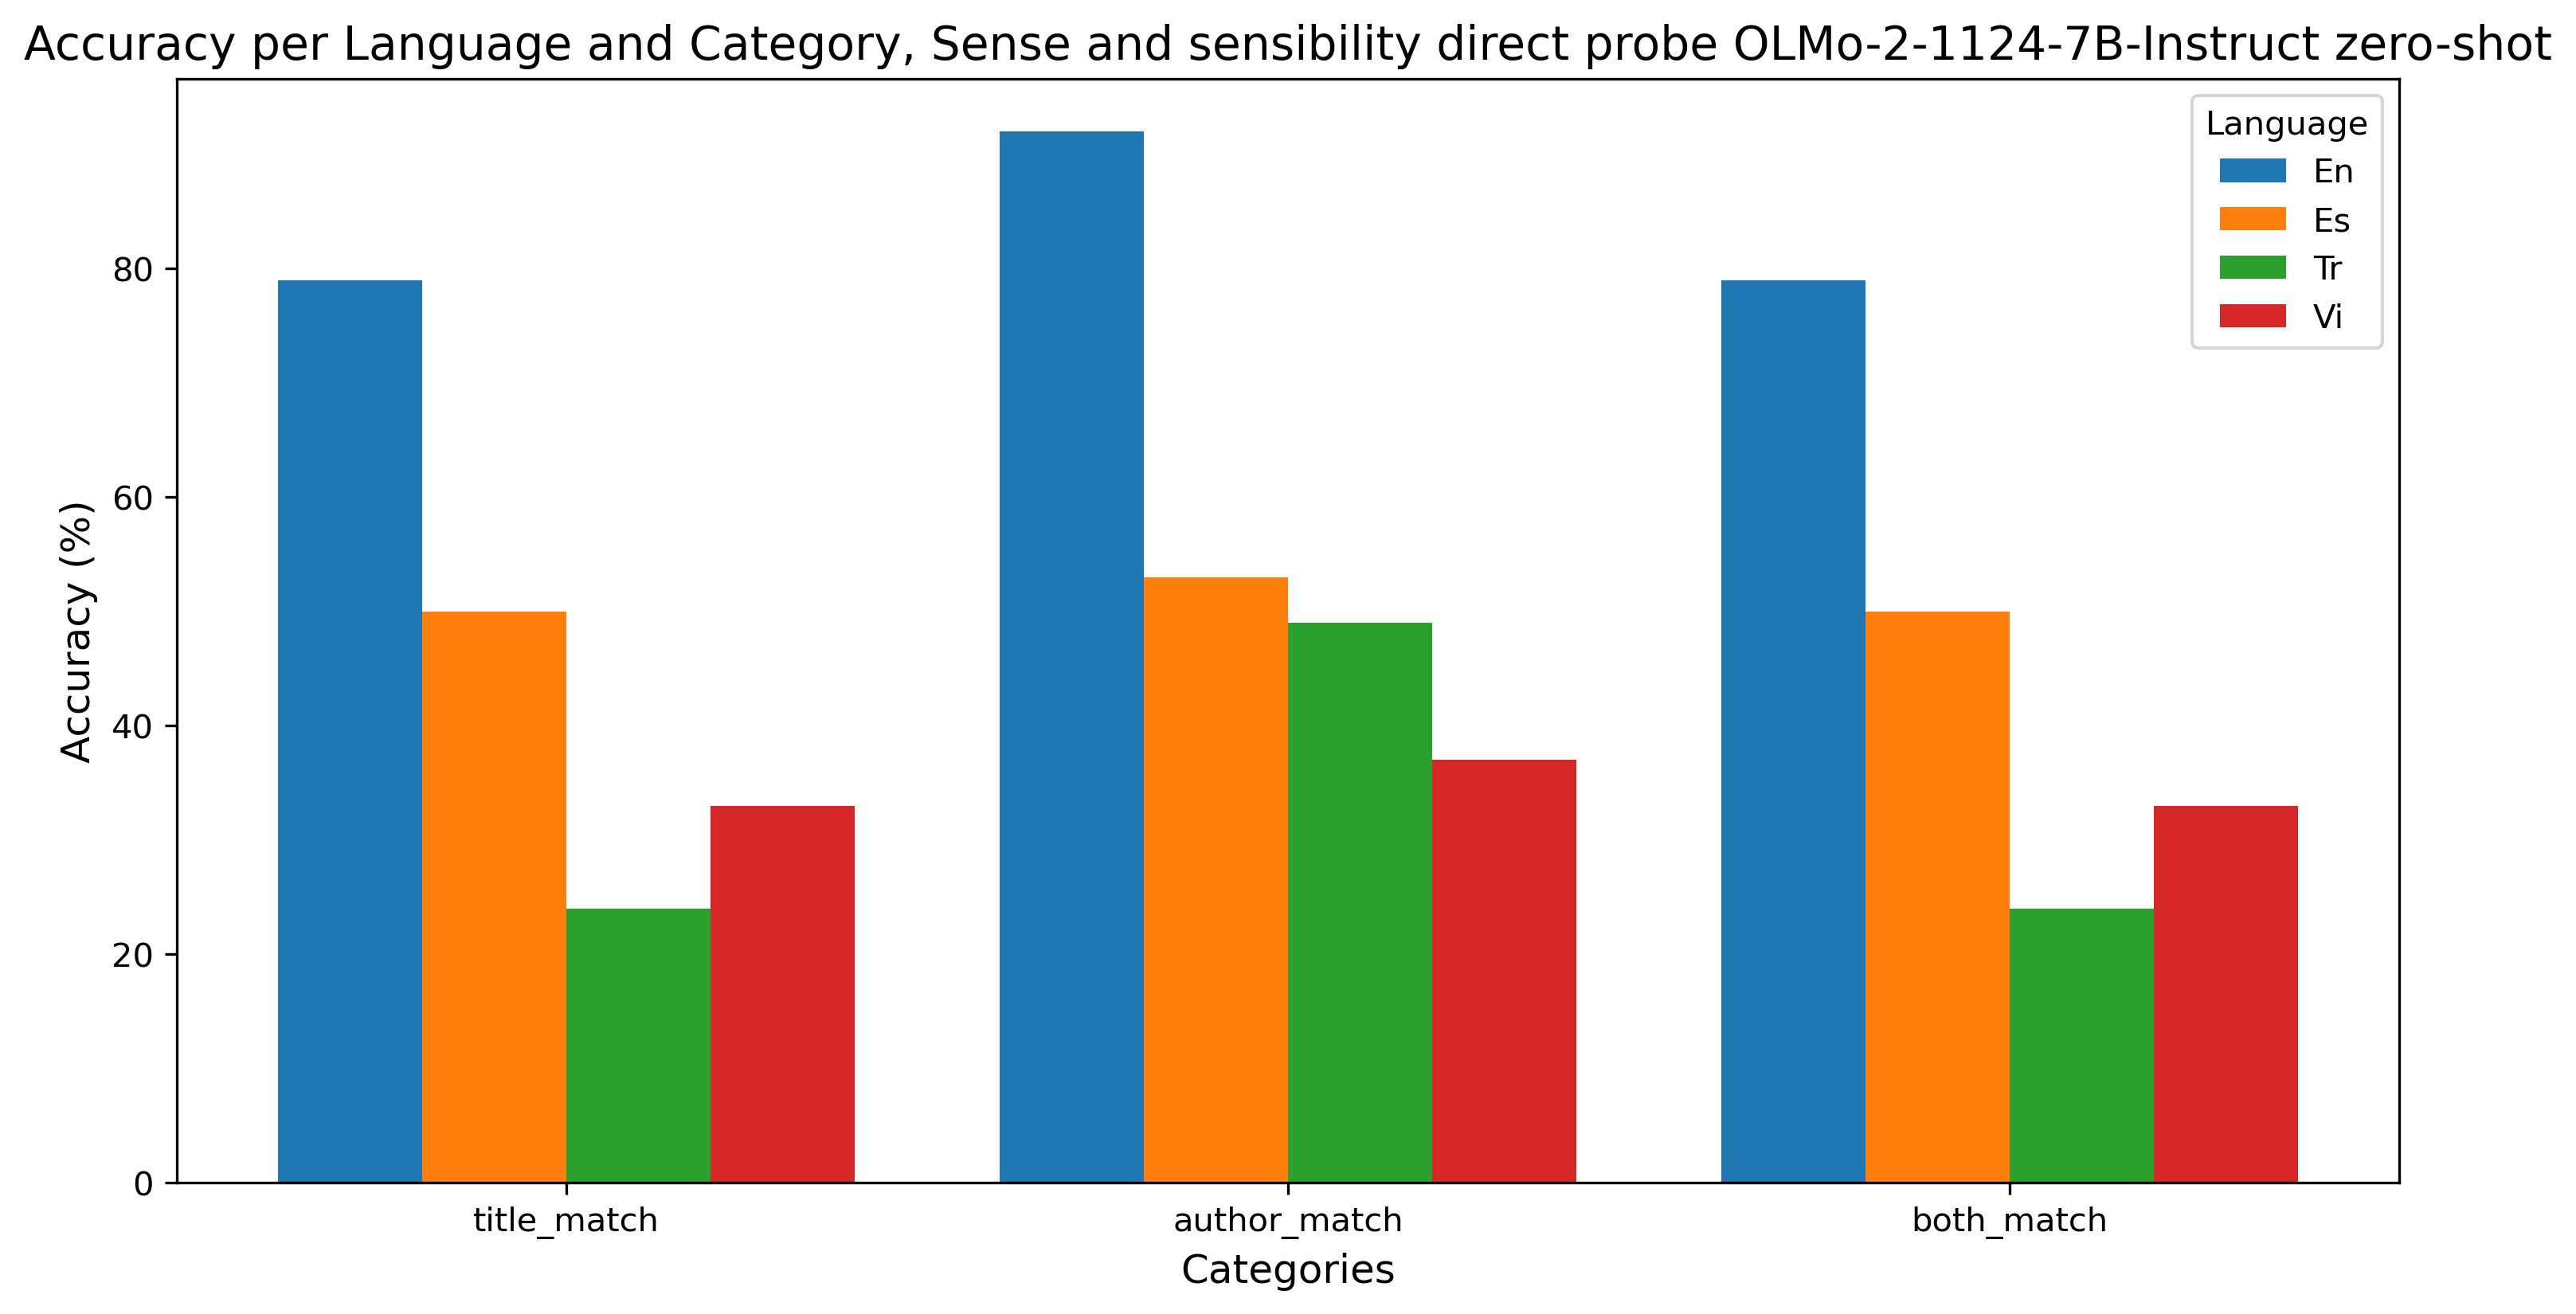 Accuracy per Language and Category, Sense and sensibility direct probe OLMo-2-1124-7B-Instruct zero-shot
Language
En
Es
Tr
Vi
Accuracy (%)
80
60
40
20
0
title_match author_match both_match
Categories